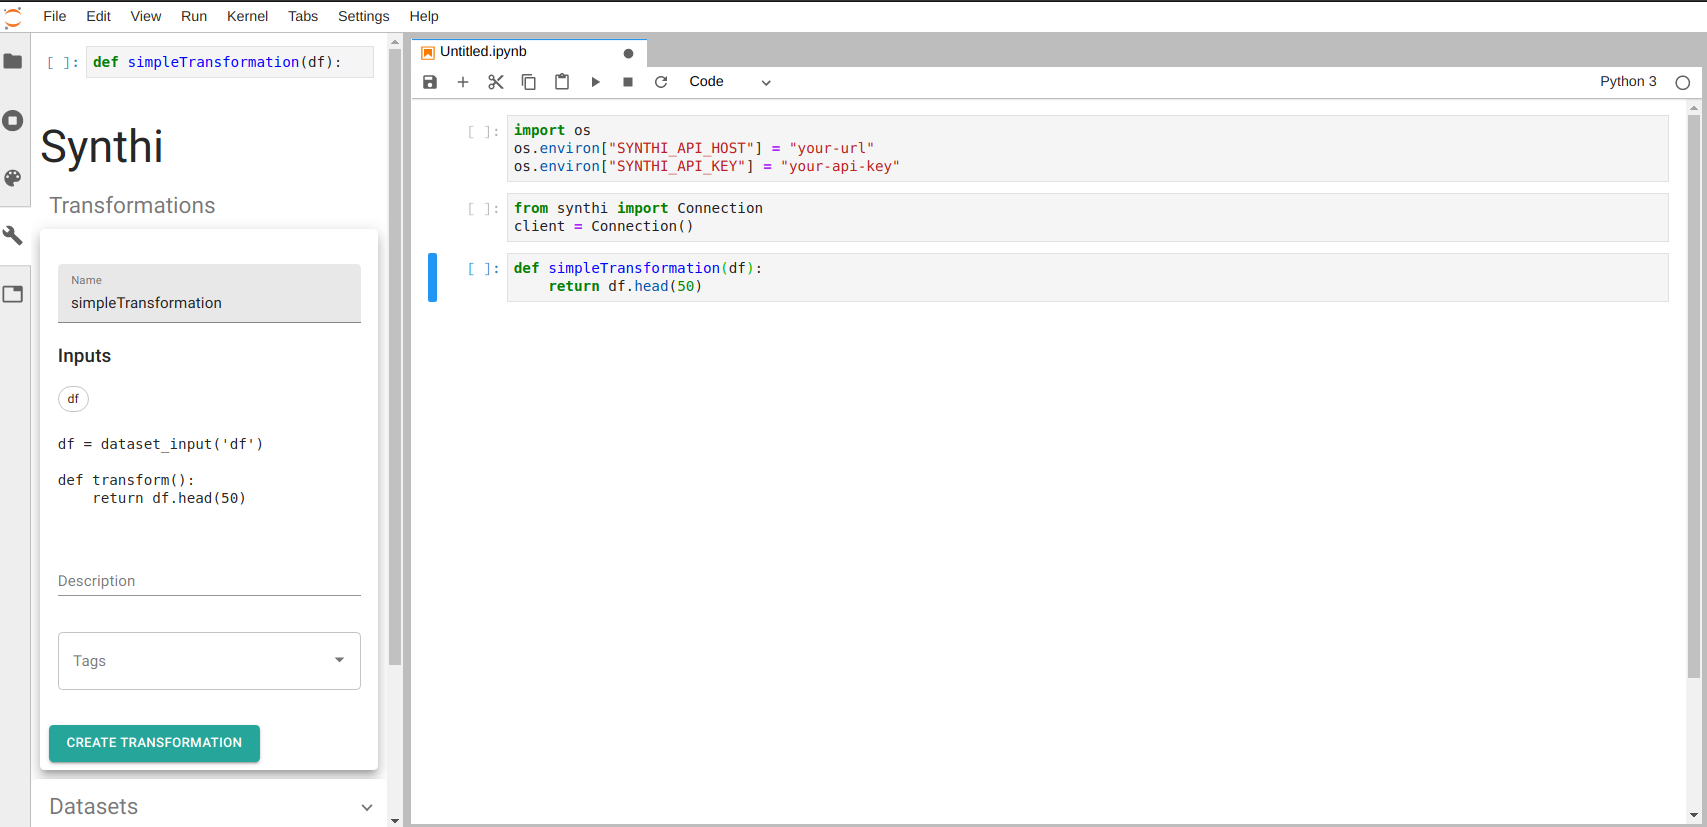 File Edit View Run Kernel Tabs Settings Help
[ ]: def simpleTransformation(df):
Synthi
Transformations
Name
simpleTransformation
Inputs
df
df = dataset_input('df')
def transform():
    return df.head(50)
Description
Tags
CREATE TRANSFORMATION
Datasets
Untitled.ipynb
Code
Python 3
[ ]: import os
os.environ["SYNTHI_API_HOST"] = "your-url"
os.environ["SYNTHI_API_KEY"] = "your-api-key"
[ ]: from synthi import Connection
client = Connection()
[ ]: def simpleTransformation(df):
    return df.head(50)